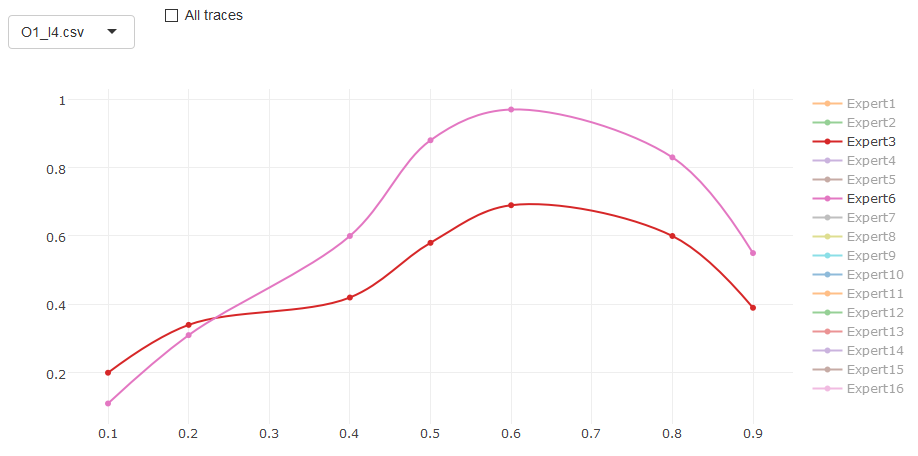 O1_I4.csv
All traces
1
0.8
0.6
0.4
0.2
0.1 0.2 0.3 0.4 0.5 0.6 0.7 0.8 0.9
Expert1
Expert2
Expert3
Expert4
Expert5
Expert6
Expert7
Expert8
Expert9
Expert10
Expert11
Expert12
Expert13
Expert14
Expert15
Expert16